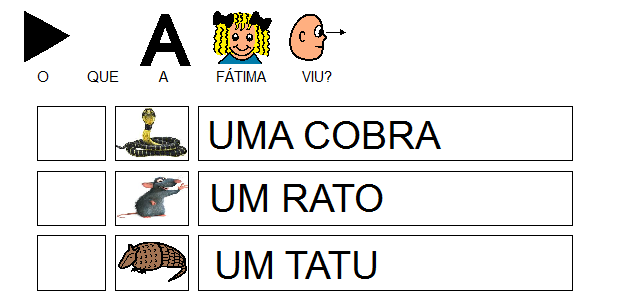 A
O QUE A FÁTIMA VIU?
UMA COBRA
UM RATO
UM TATU